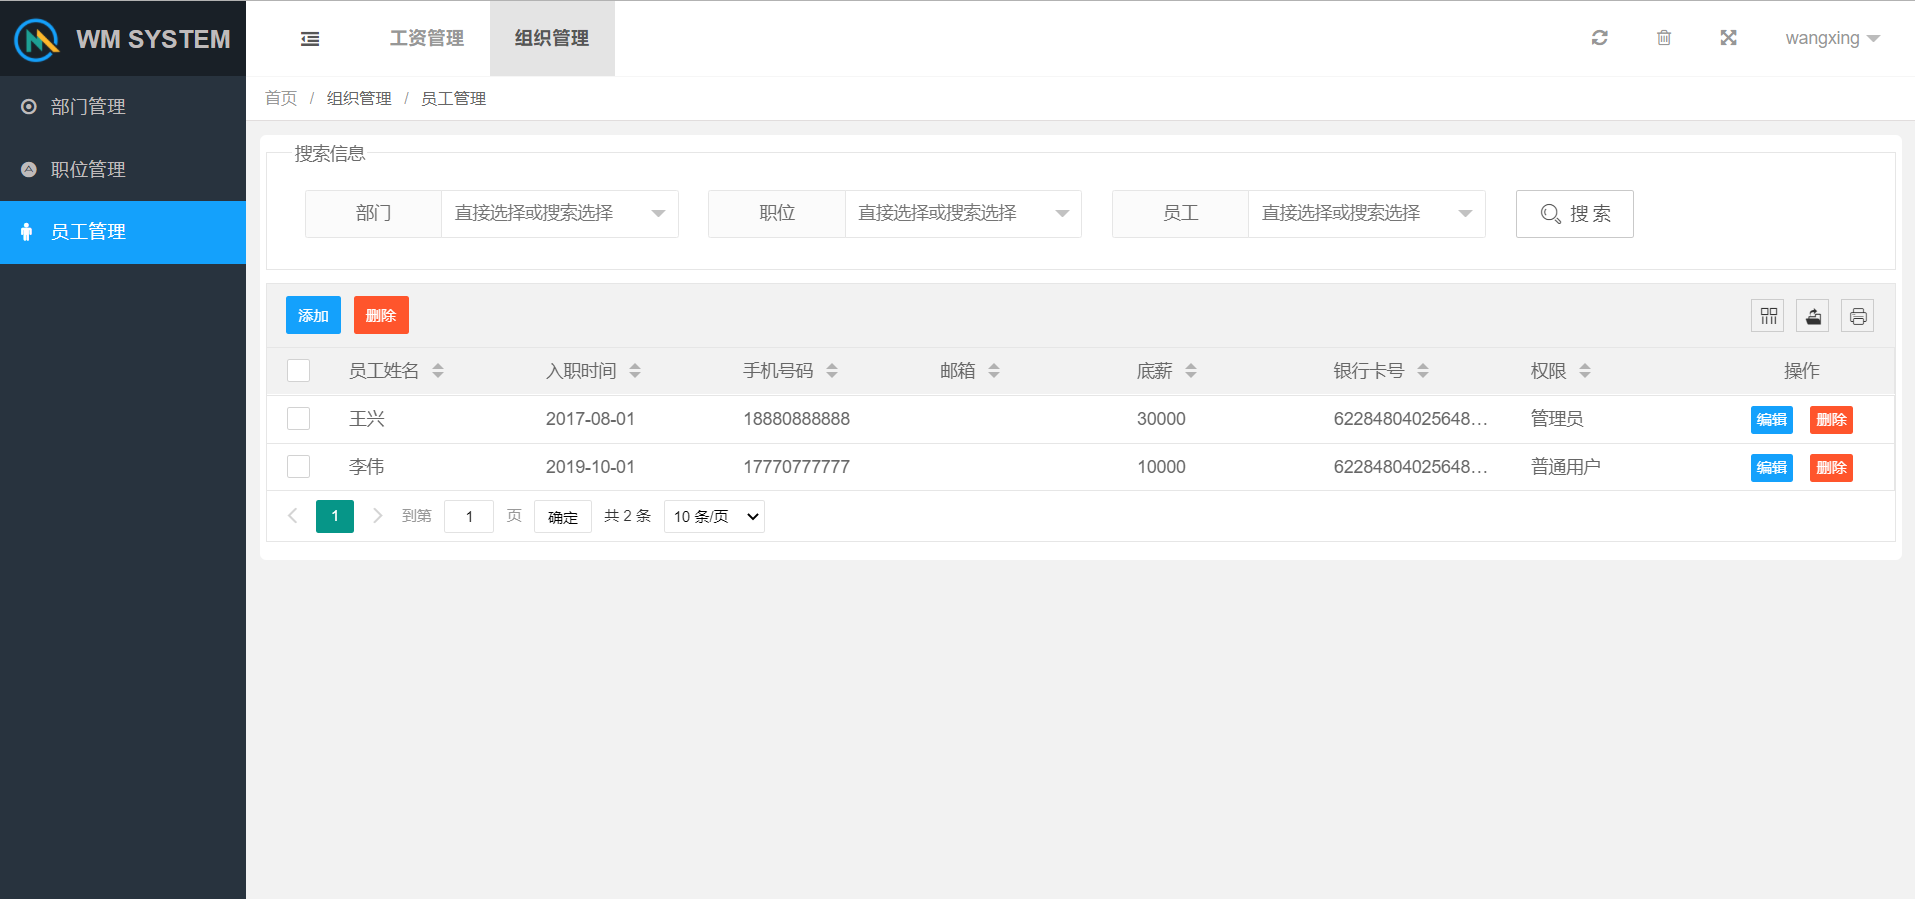 WM SYSTEM
工资管理 组织管理 wangxing
首页 / 组织管理 / 员工管理
部门管理
职位管理
员工管理
搜索信息
部门 直接选择或搜索选择 职位 直接选择或搜索选择 员工 直接选择或搜索选择 搜 索
添加 删除
员工姓名 入职时间 手机号码 邮箱 底薪 银行卡号 权限 操作
王兴 2017-08-01 18880888888 30000 62284804025648... 管理员 编辑 删除
李伟 2019-10-01 17770777777 10000 62284804025648... 普通用户 编辑 删除
1 到第 1 页 确定 共 2 条 10 条/页